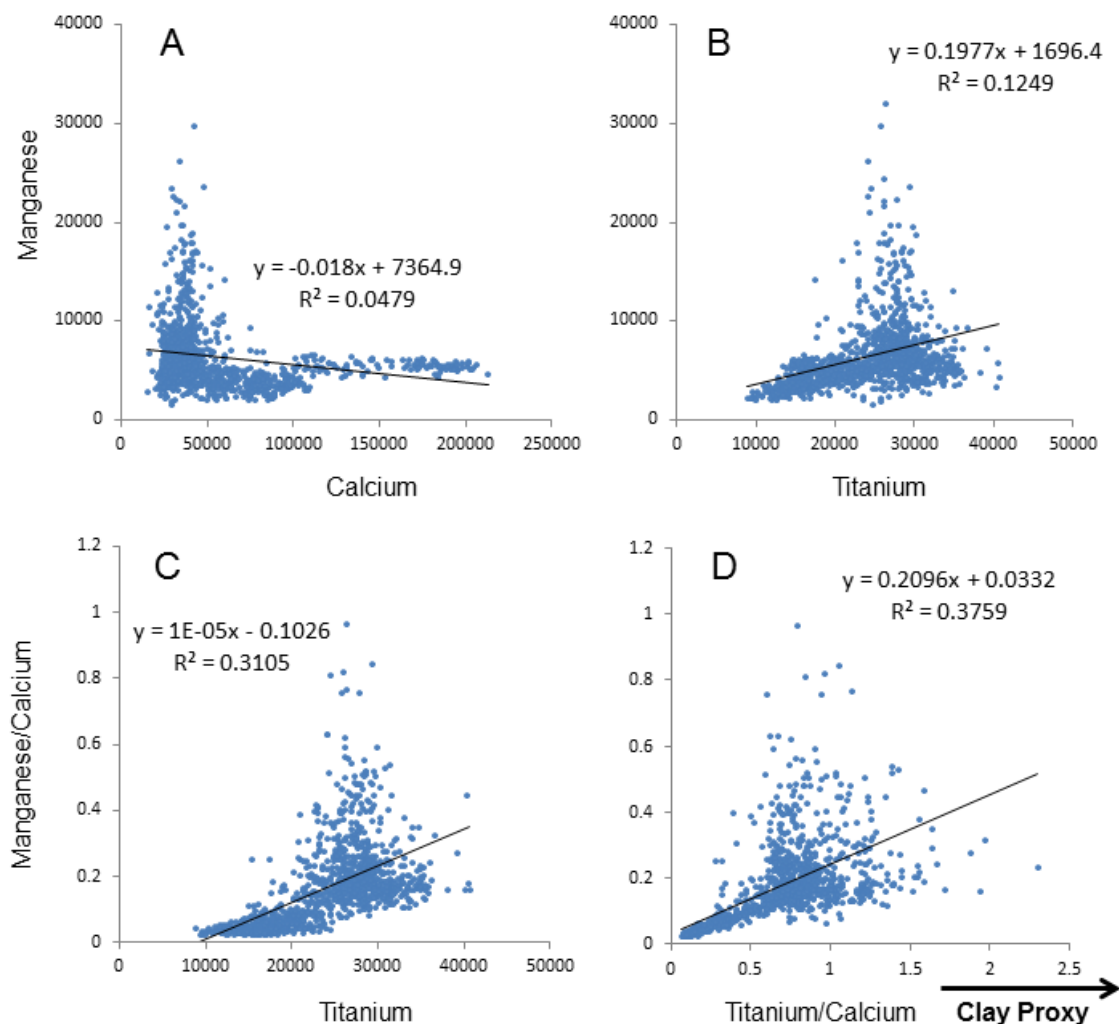 A
y = -0.018x + 7364.9
R² = 0.0479
Manganese
40000
30000
20000
10000
0
0 50000 100000 150000 200000 250000
Calcium
B
y = 0.1977x + 1696.4
R² = 0.1249
40000
30000
20000
10000
0
0 10000 20000 30000 40000 50000
Titanium
C
y = 1E-05x - 0.1026
R² = 0.3105
Manganese/Calcium
1.2
1
0.8
0.6
0.4
0.2
0
0 10000 20000 30000 40000 50000
Titanium
D
y = 0.2096x + 0.0332
R² = 0.3759
1.2
1
0.8
0.6
0.4
0.2
0
0 0.5 1 1.5 2 2.5
Titanium/Calcium Clay Proxy